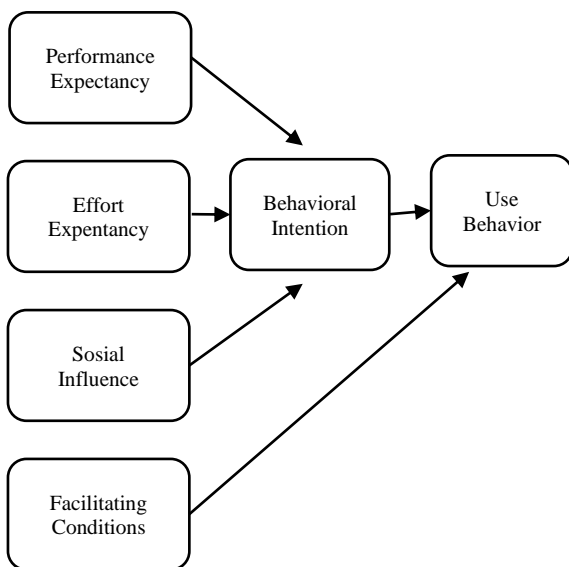 Performance
Expectancy
Effort
Expentancy
Behavioral
Intention
Use
Behavior
Sosial
Influence
Facilitating
Conditions